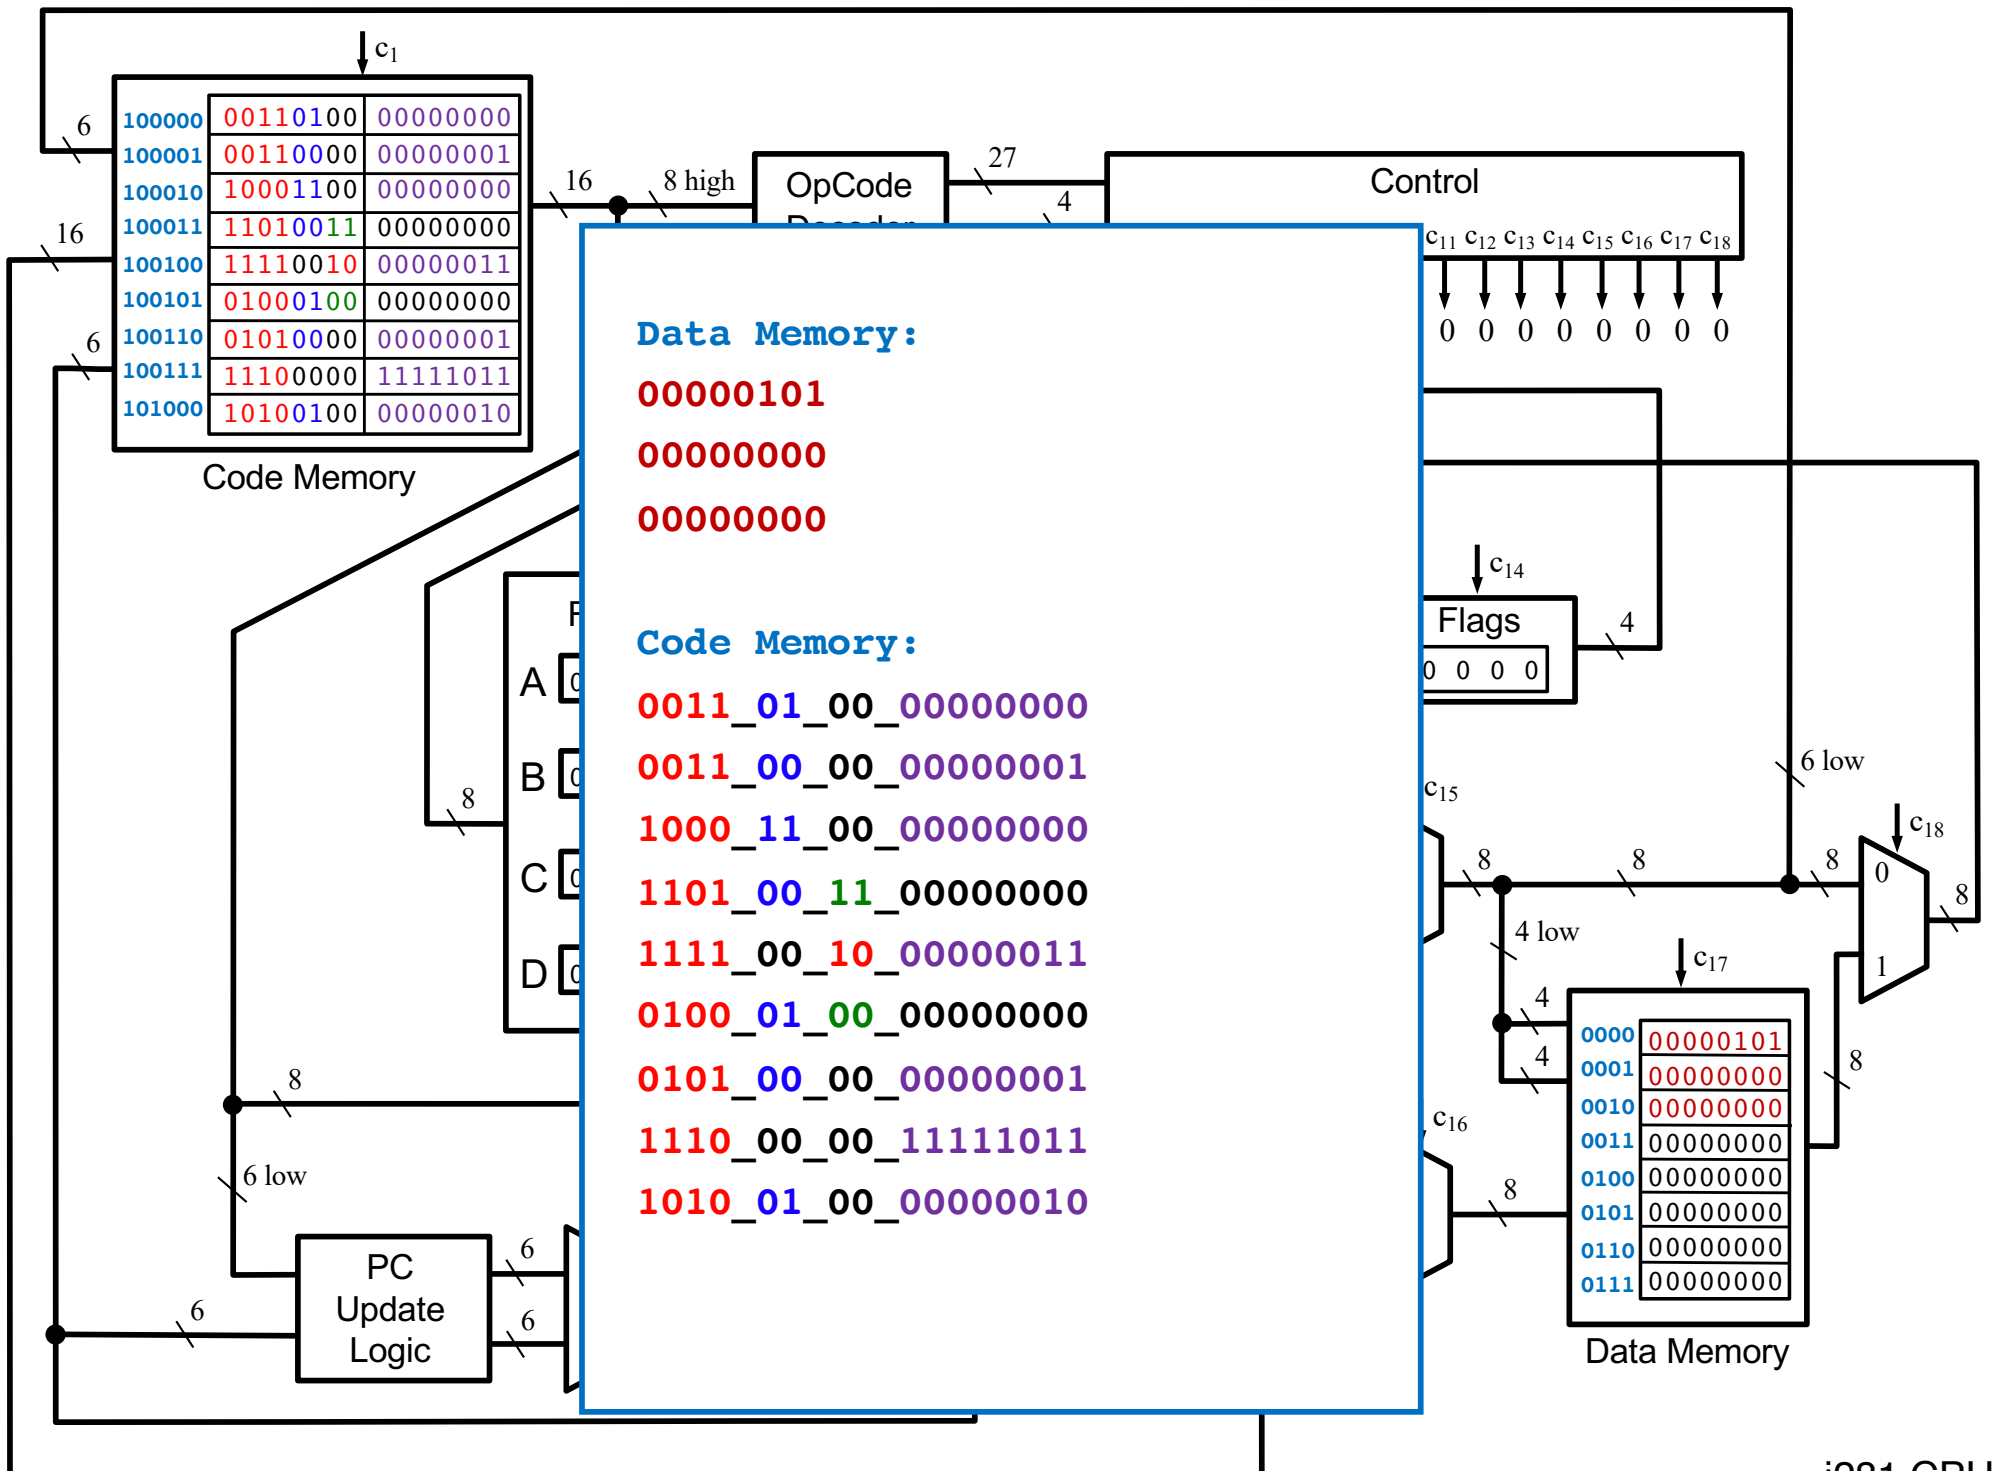 c1
6
100000 00110100 00000000
100001 00110000 00000001
100010 10001100 00000000
100011 11010011 00000000
100100 11110010 00000011
100101 01000100 00000000
100110 01010000 00000001
100111 11100000 11111011
101000 10100100 00000010
16
6
Code Memory
16
8 high
OpCode
27
4
Control
c11 c12 c13 c14 c15 c16 c17 c18
0 0 0 0 0 0 0 0
Data Memory:
00000101
00000000
00000000
Code Memory:
0011_01_00_00000000
0011_00_00_00000001
1000_11_00_00000000
1101_00_11_00000000
1111_00_10_00000011
0100_01_00_00000000
0101_00_00_00000001
1110_00_00_11111011
1010_01_00_00000010
A
B
C
D
8
8
6 low
6
PC
Update
Logic
6
6
c14
Flags
0 0 0 0
4
c15
8
8
8
6 low
c18
0
1
8
4 low
4
4
c17
c16
8
0000 00000101
0001 00000000
0010 00000000
0011 00000000
0100 00000000
0101 00000000
0110 00000000
0111 00000000
8
Data Memory